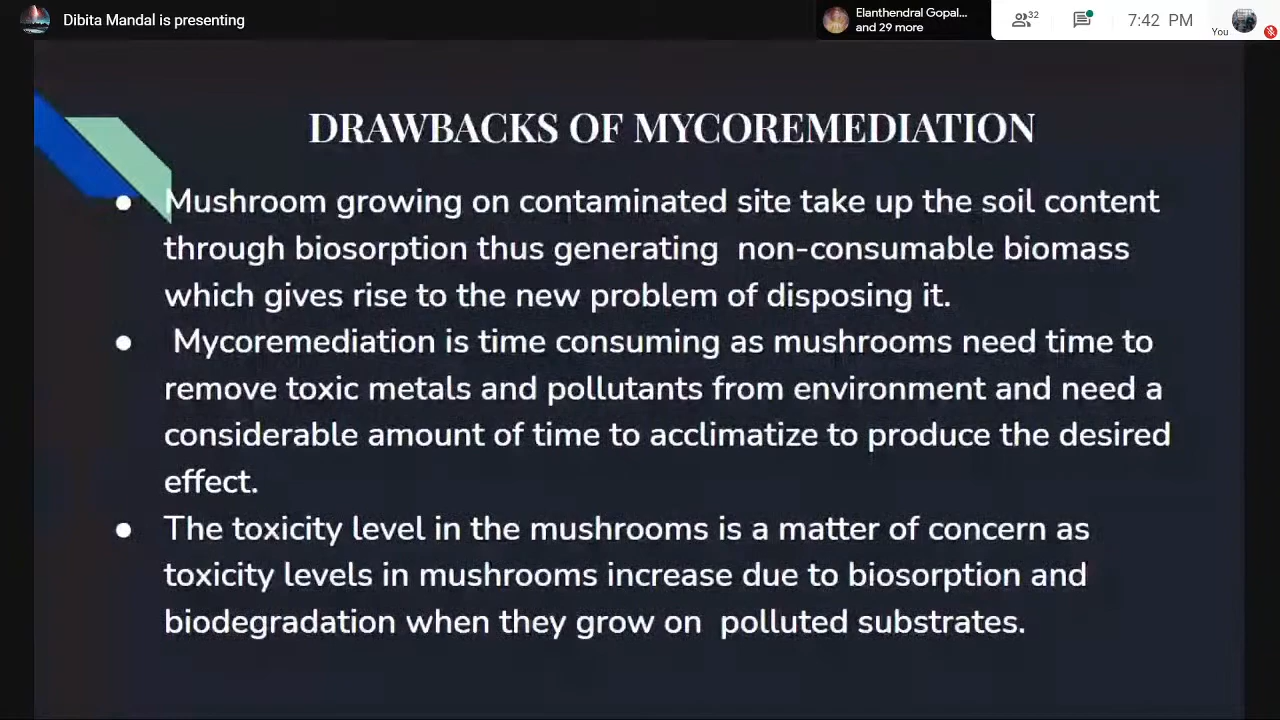 Dibita Mandal is presenting
Elanthendral Gopal...
and 29 more
32
7:42 PM
You
DRAWBACKS OF MYCOREMEDIATION
● Mushroom growing on contaminated site take up the soil content
through biosorption thus generating non-consumable biomass
which gives rise to the new problem of disposing it.
● Mycoremediation is time consuming as mushrooms need time to
remove toxic metals and pollutants from environment and need a
considerable amount of time to acclimatize to produce the desired
effect.
● The toxicity level in the mushrooms is a matter of concern as
toxicity levels in mushrooms increase due to biosorption and
biodegradation when they grow on polluted substrates.